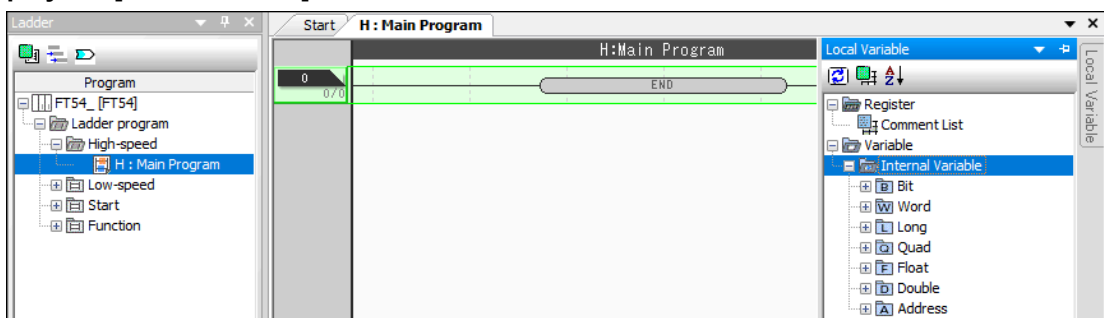 Ladder
Program
FT54_ [FT54]
Ladder program
High-speed
H : Main Program
Low-speed
Start
Function
Start
H : Main Program
H:Main Program
0
0/0
END
Local Variable
Register
Comment List
Variable
Internal Variable
B Bit
W Word
L Long
Q Quad
F Float
D Double
A Address
Local Variable